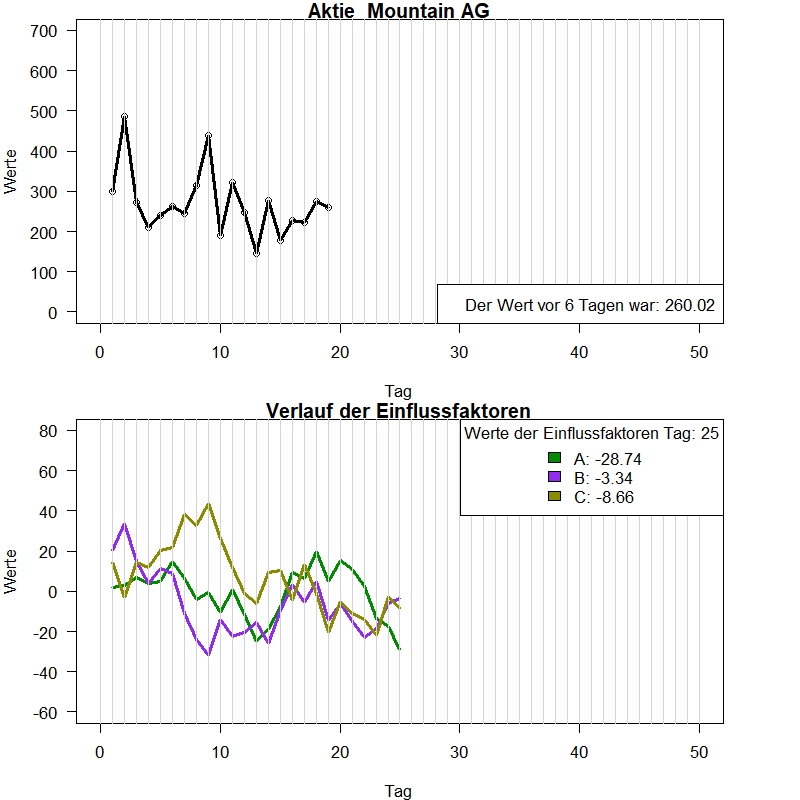 Aktie  Mountain AG
Werte
700
600
500
400
300
200
100
0
Der Wert vor 6 Tagen war: 260.02
0 10 20 30 40 50
Tag
Verlauf der Einflussfaktoren
Werte
80
60
40
20
0
-20
-40
-60
Werte der Einflussfaktoren Tag: 25
A: -28.74
B: -3.34
C: -8.66
0 10 20 30 40 50
Tag